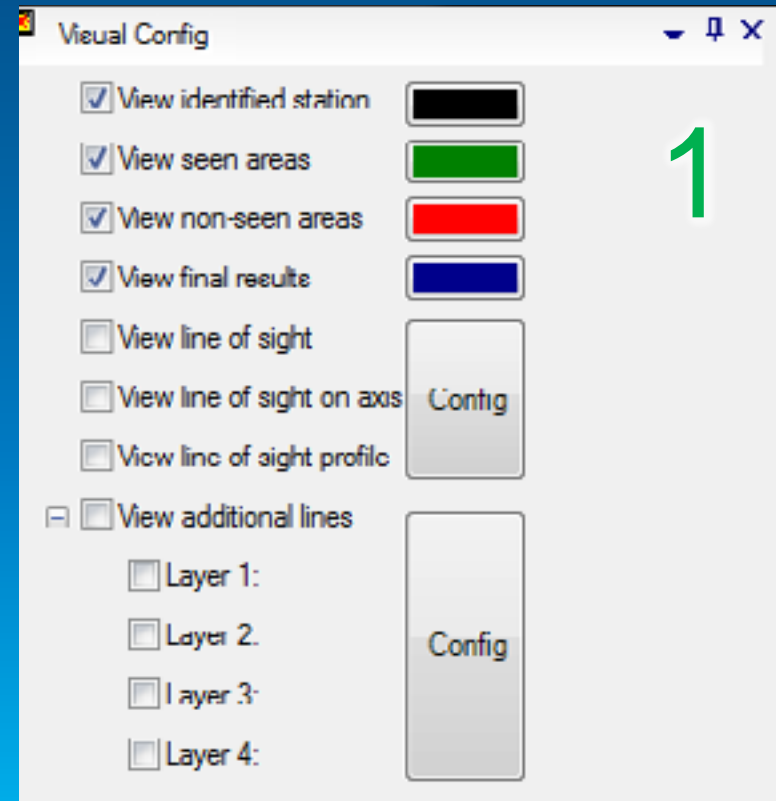 Visual Config
View identified station
1
View seen areas
View non-seen areas
View final results
View line of sight
View line of sight on axis
Config
View line of sight profile
View additional lines
Layer 1:
Layer 2:
Config
Layer 3:
Layer 4: